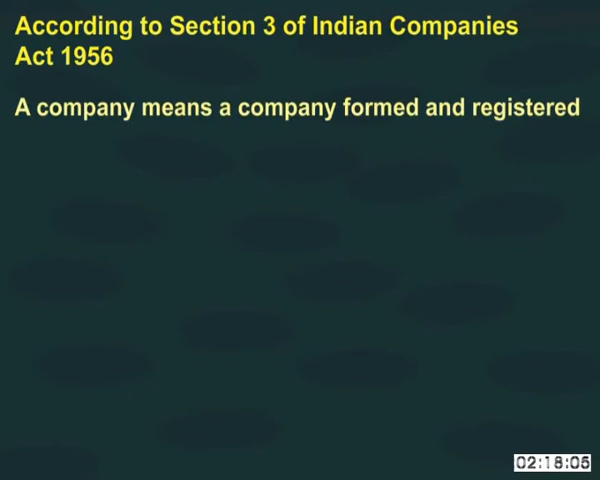 According to Section 3 of Indian Companies
Act 1956
A company means a company formed and registered
02:18:05